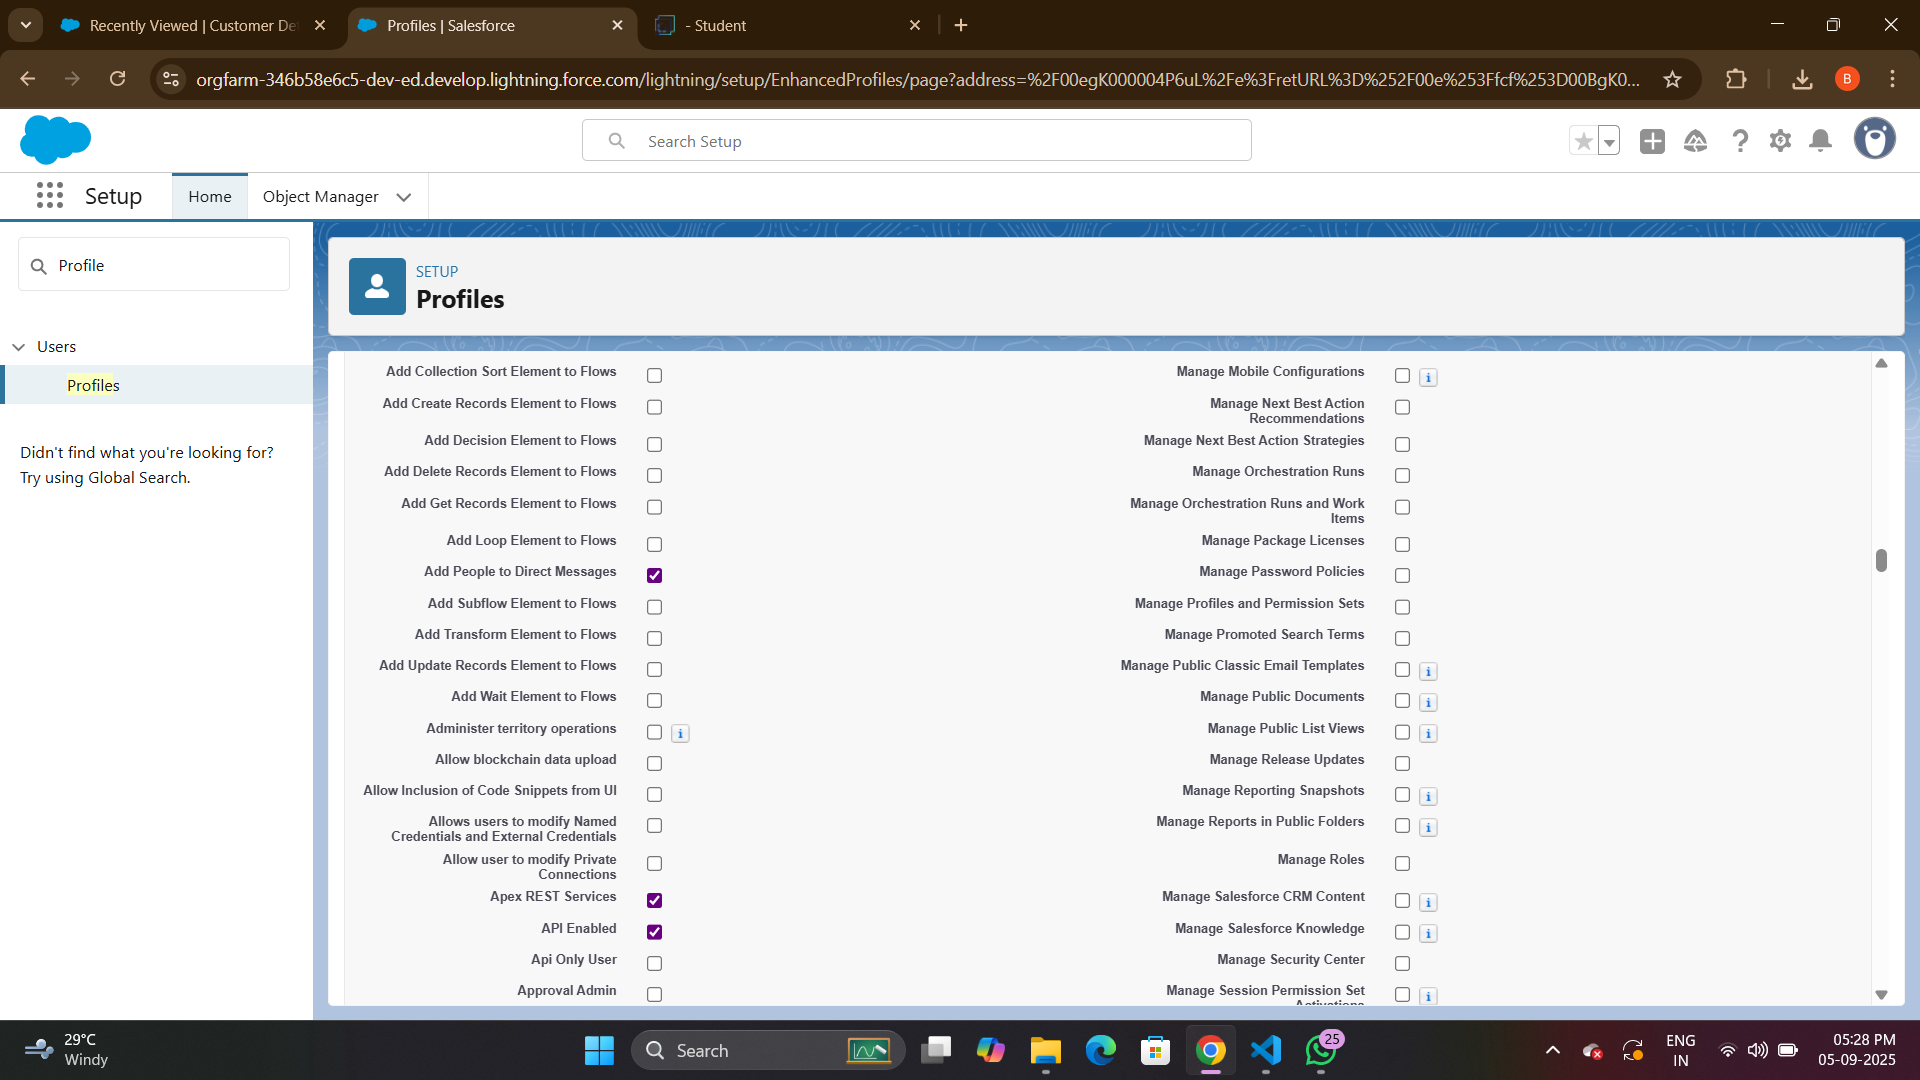 Recently Viewed | Customer De
Profiles | Salesforce
- Student
orgfarm-346b58e6c5-dev-ed.develop.lightning.force.com/lightning/setup/EnhancedProfiles/page?address=%2F00egK000004P6uL%2Fe%3FretURL%3D%252F00e%253Ffcf%253D00BgK0...
B
Search Setup
Setup
Home
Object Manager
Profile
Users
Profiles
Didn't find what you're looking for?
Try using Global Search.
SETUP
Profiles
Add Collection Sort Element to Flows
Manage Mobile Configurations
i
Add Create Records Element to Flows
Manage Next Best Action
Recommendations
Add Decision Element to Flows
Manage Next Best Action Strategies
Add Delete Records Element to Flows
Manage Orchestration Runs
Add Get Records Element to Flows
Manage Orchestration Runs and Work
Items
Add Loop Element to Flows
Manage Package Licenses
Add People to Direct Messages
Manage Password Policies
Add Subflow Element to Flows
Manage Profiles and Permission Sets
Add Transform Element to Flows
Manage Promoted Search Terms
Add Update Records Element to Flows
Manage Public Classic Email Templates
i
Add Wait Element to Flows
Manage Public Documents
i
Administer territory operations
i
Manage Public List Views
i
Allow blockchain data upload
Manage Release Updates
Allow Inclusion of Code Snippets from UI
Manage Reporting Snapshots
i
Allows users to modify Named
Credentials and External Credentials
Manage Reports in Public Folders
i
Allow user to modify Private
Connections
Manage Roles
Apex REST Services
Manage Salesforce CRM Content
i
API Enabled
Manage Salesforce Knowledge
i
Api Only User
Manage Security Center
Approval Admin
Manage Session Permission Set
Activations
i
29°C
Windy
Search
25
ENG
IN
05:28 PM
05-09-2025